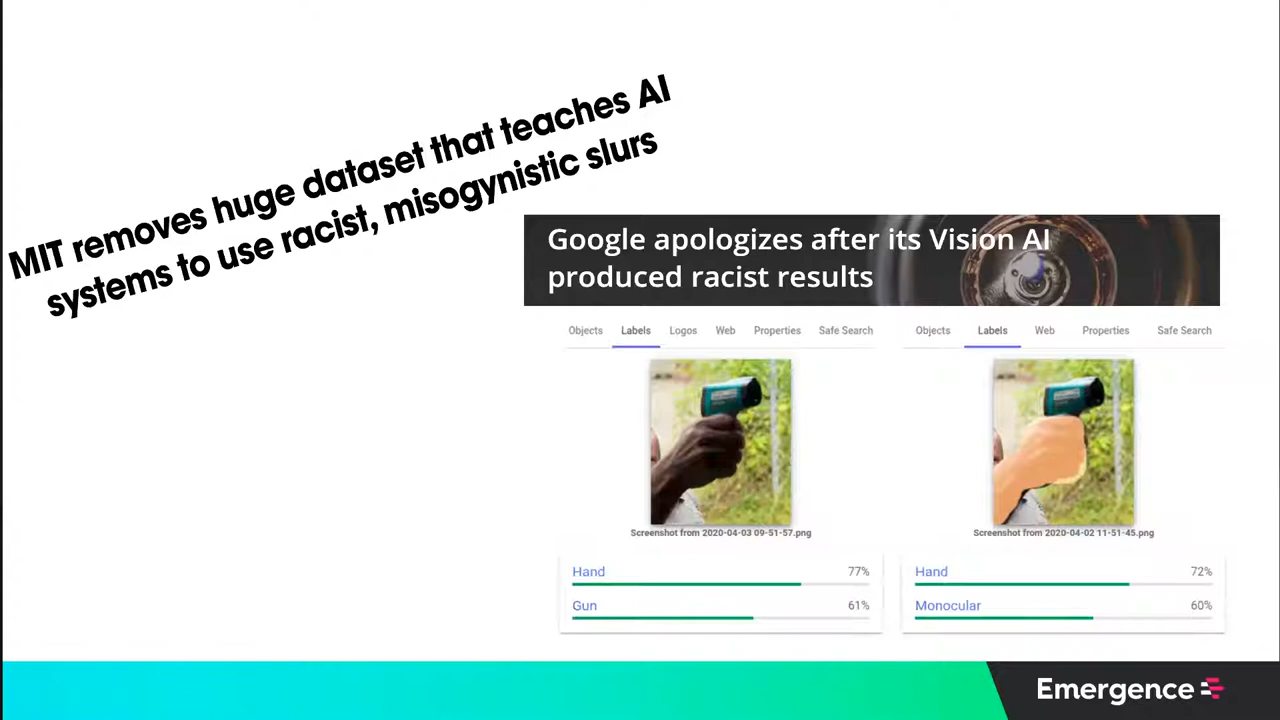 MIT removes huge dataset that teaches AI
systems to use racist, misogynistic slurs
Google apologizes after its Vision AI
produced racist results
Objects Labels Logos Web Properties Safe Search
Objects Labels Web Properties Safe Search
Screenshot from 2020-04-03 09-51-57.png
Screenshot from 2020-04-02 11-51-45.png
Hand 77%
Gun 61%
Hand 72%
Monocular 60%
Emergence